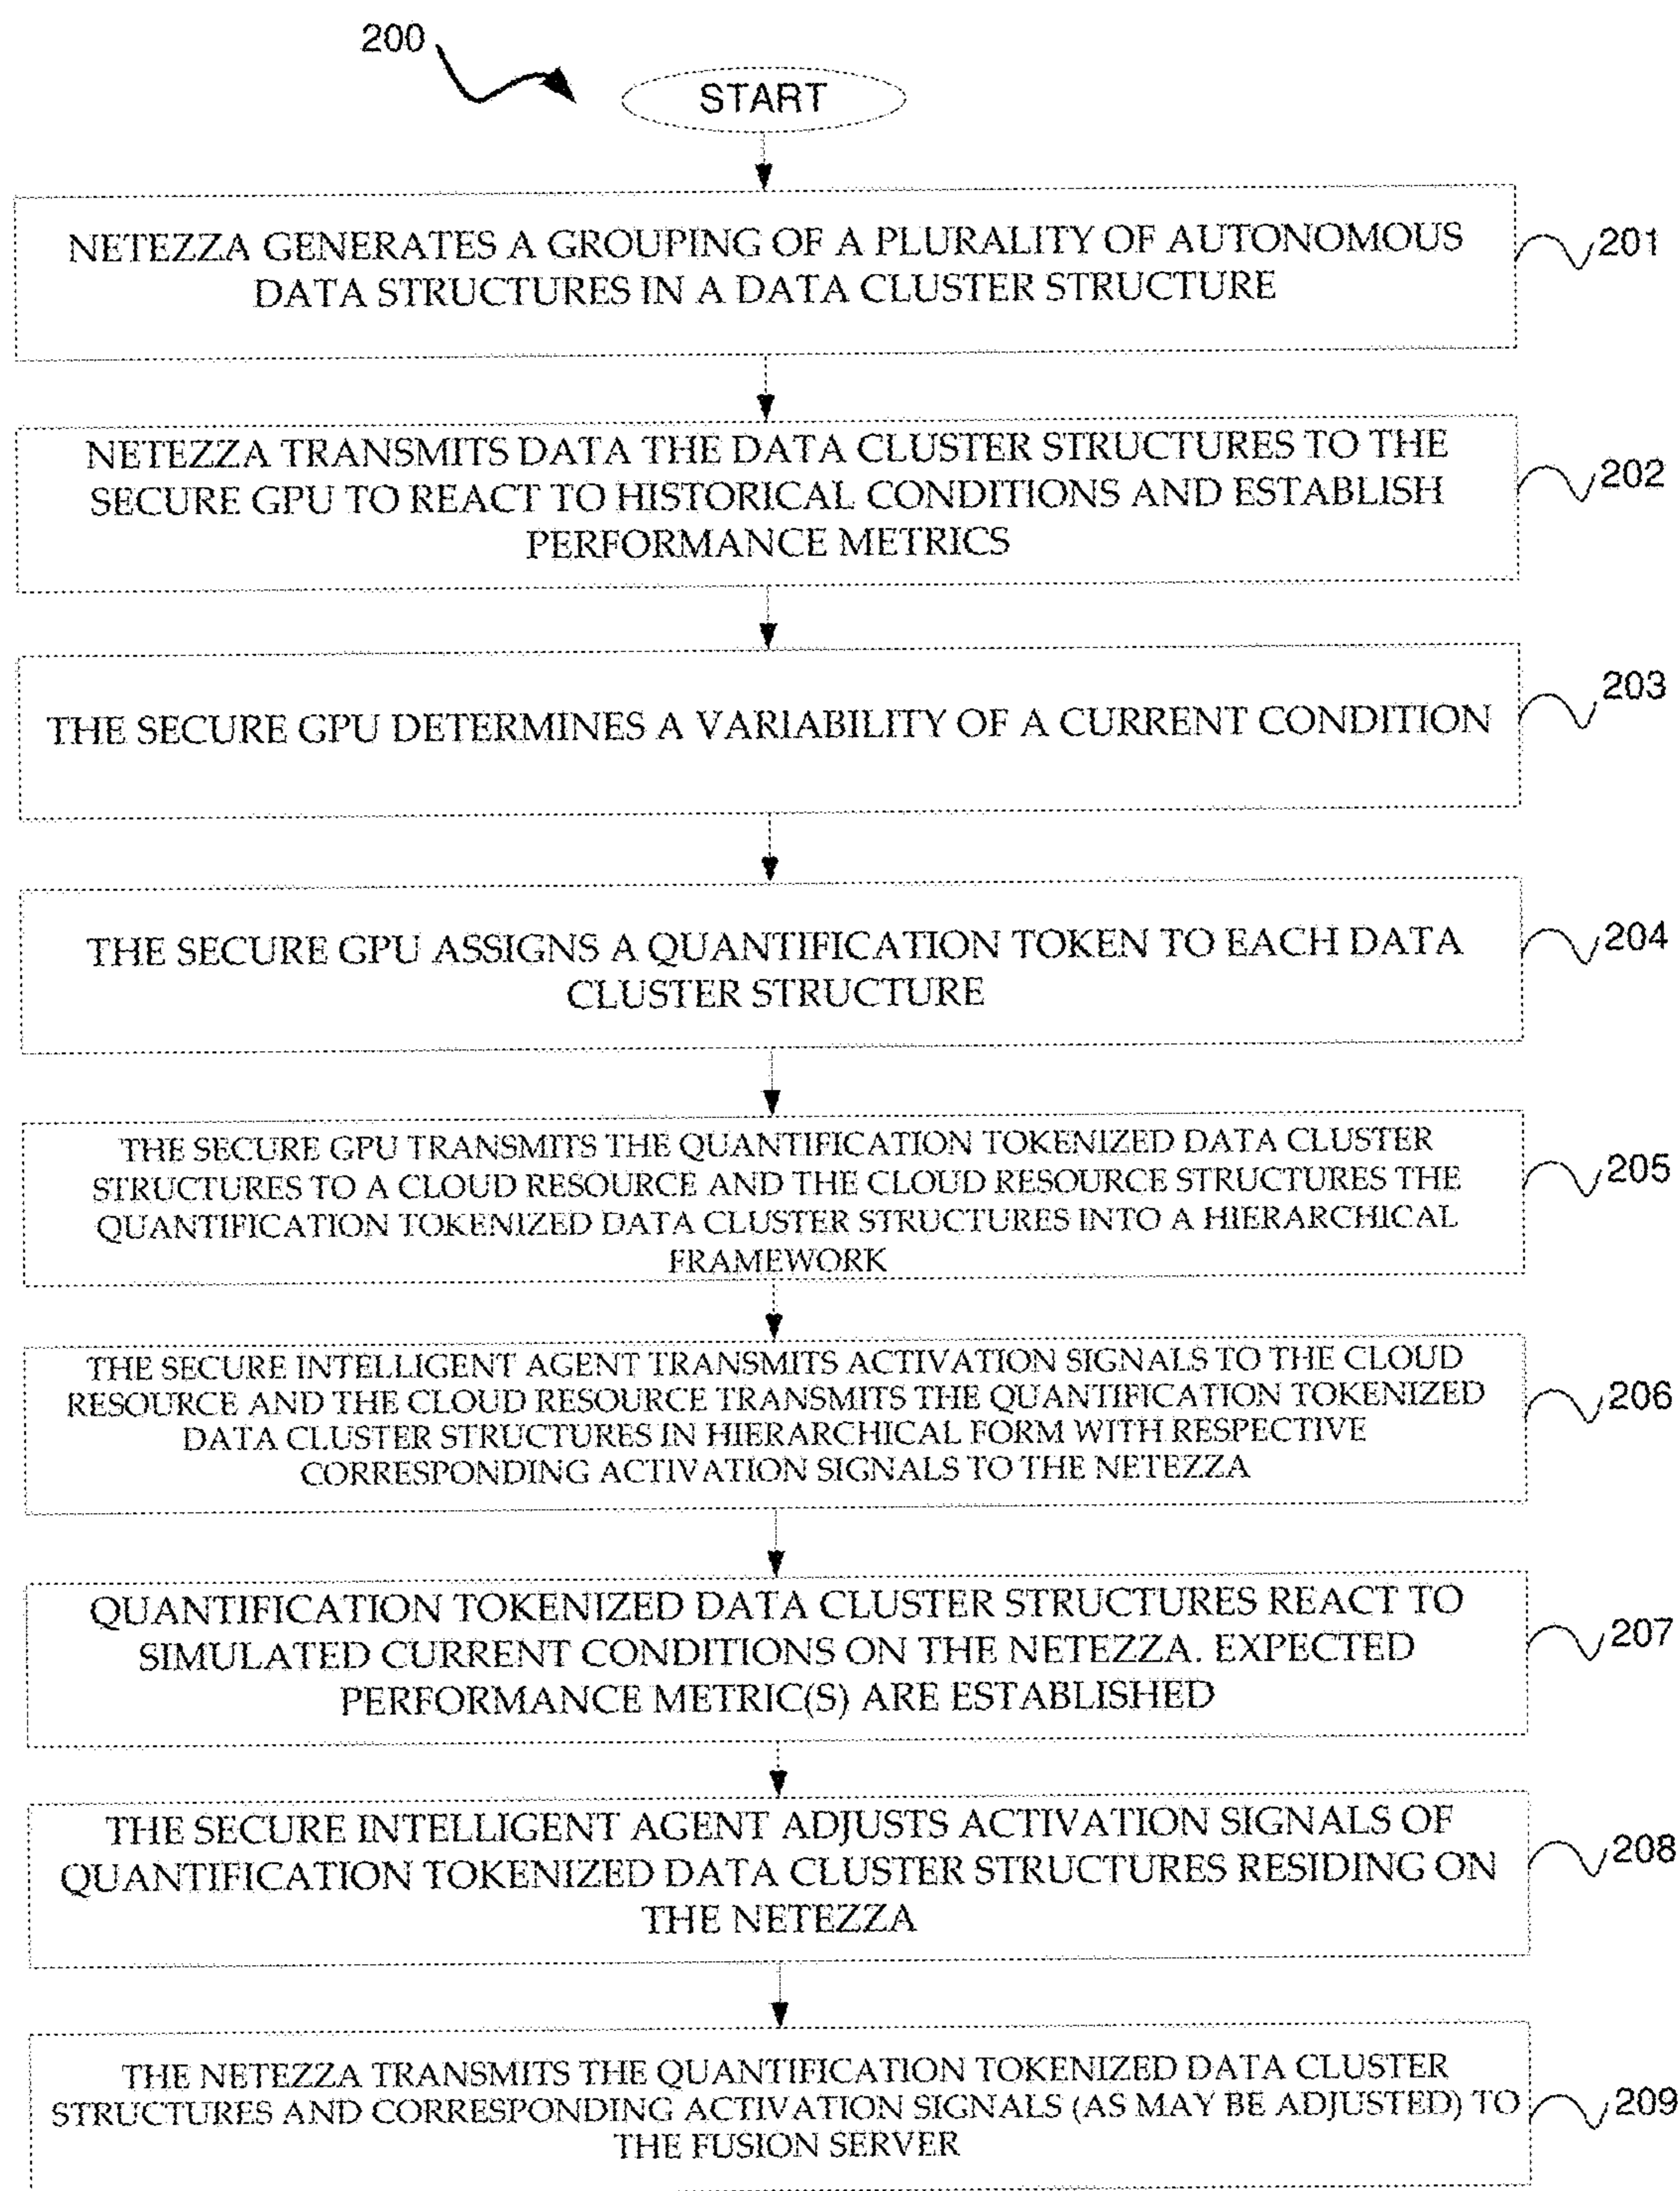 200
START
NETEZZA GENERATES A GROUPING OF A PLURALITY OF AUTONOMOUS
DATA STRUCTURES IN A DATA CLUSTER STRUCTURE
201
NETEZZA TRANSMITS DATA THE DATA CLUSTER STRUCTURES TO THE
SECURE GPU TO REACT TO HISTORICAL CONDITIONS AND ESTABLISH
PERFORMANCE METRICS
202
THE SECURE GPU DETERMINES A VARIABILITY OF A CURRENT CONDITION
203
THE SECURE GPU ASSIGNS A QUANTIFICATION TOKEN TO EACH DATA
CLUSTER STRUCTURE
204
THE SECURE GPU TRANSMITS THE QUANTIFICATION TOKENIZED DATA CLUSTER
STRUCTURES TO A CLOUD RESOURCE AND THE CLOUD RESOURCE STRUCTURES THE
QUANTIFICATION TOKENIZED DATA CLUSTER STRUCTURES INTO A HIERARCHICAL
FRAMEWORK
205
THE SECURE INTELLIGENT AGENT TRANSMITS ACTIVATION SIGNALS TO THE CLOUD
RESOURCE AND THE CLOUD RESOURCE TRANSMITS THE QUANTIFICATION TOKENIZED
DATA CLUSTER STRUCTURES IN HIERARCHICAL FORM WITH RESPECTIVE
CORRESPONDING ACTIVATION SIGNALS TO THE NETEZZA
206
QUANTIFICATION TOKENIZED DATA CLUSTER STRUCTURES REACT TO
SIMULATED CURRENT CONDITIONS ON THE NETEZZA. EXPECTED
PERFORMANCE METRIC(S) ARE ESTABLISHED
207
THE SECURE INTELLIGENT AGENT ADJUSTS ACTIVATION SIGNALS OF
QUANTIFICATION TOKENIZED DATA CLUSTER STRUCTURES RESIDING ON
THE NETEZZA
208
THE NETEZZA TRANSMITS THE QUANTIFICATION TOKENIZED DATA CLUSTER
STRUCTURES AND CORRESPONDING ACTIVATION SIGNALS (AS MAY BE ADJUSTED) TO
THE FUSION SERVER
209